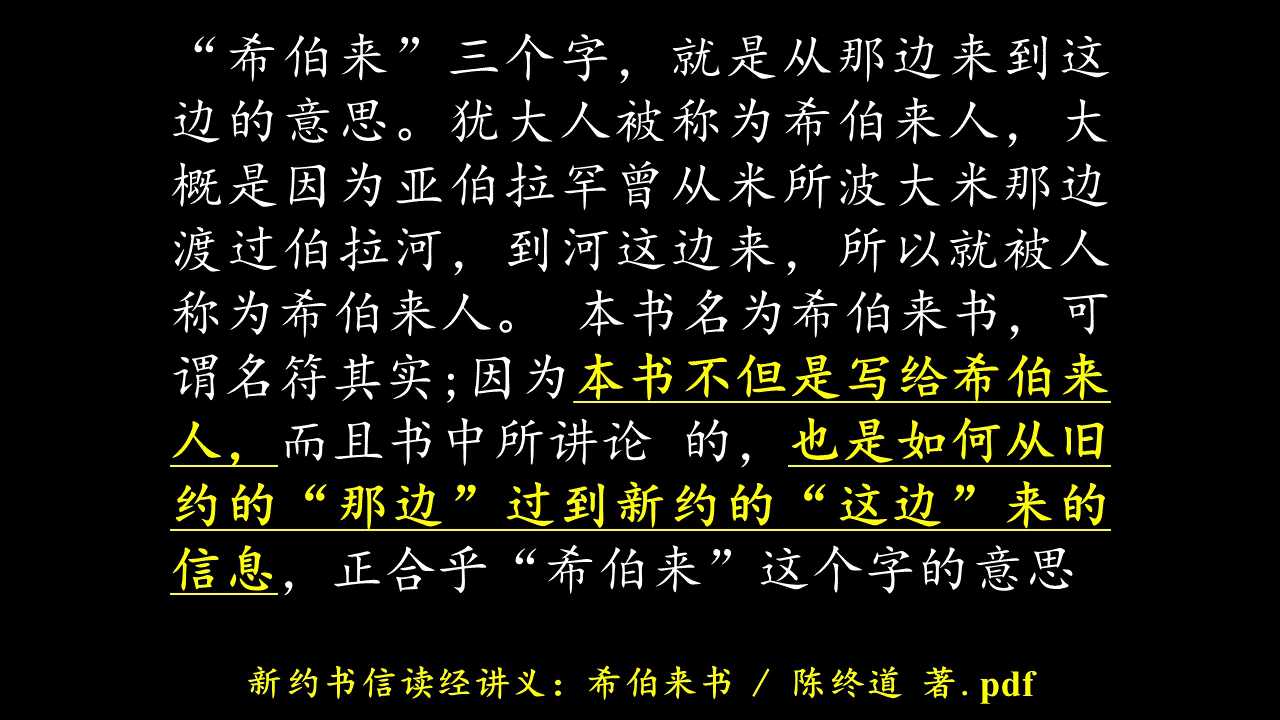 “希伯来”三个字，就是从那边来到这
边的意思。犹大人被称为希伯来人，大
概是因为亚伯拉罕曾从米所波大米那边
渡过伯拉河，到河这边来，所以就被人
称为希伯来人。 本书名为希伯来书，可
谓名符其实;因为本书不但是写给希伯来
人，而且书中所讲论 的，也是如何从旧
约的“那边”过到新约的“这边”来的
信息，正合乎“希伯来”这个字的意思
新约书信读经讲义：希伯来书 / 陈终道 著.pdf